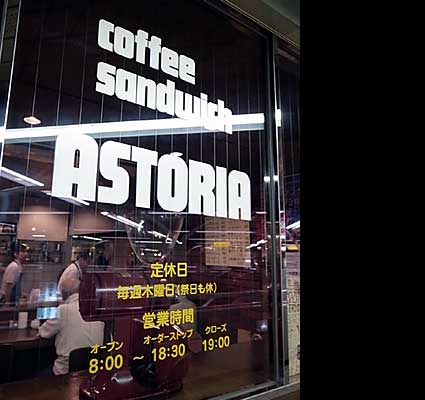 coffee
sandwich
ASTORIA
定休日
毎週木曜日(祭日も休)
営業時間
オープン オーダーストップ クローズ
8:00 ～ 18:30 19:00